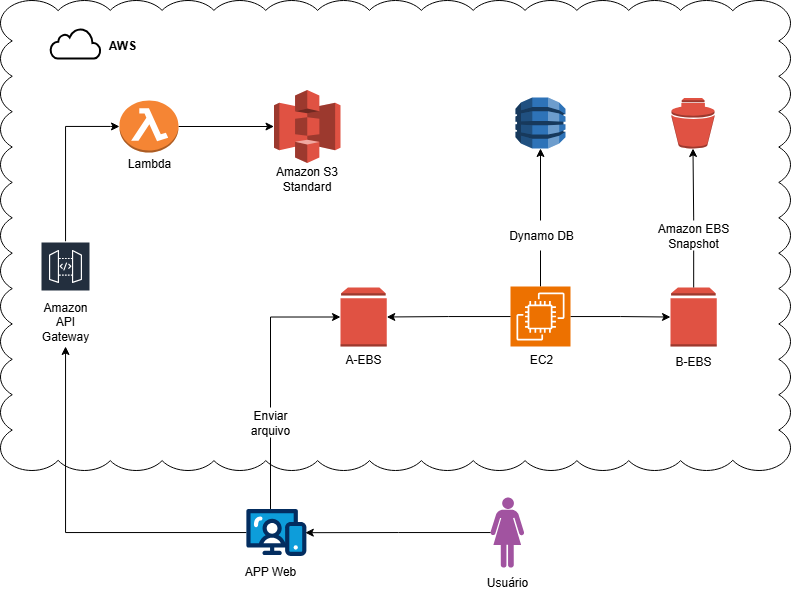 AWS
Lambda
Amazon S3
Standard
Dynamo DB
Amazon EBS
Snapshot
Amazon
API
Gateway
A-EBS
EC2
B-EBS
Enviar
arquivo
APP Web
Usuário